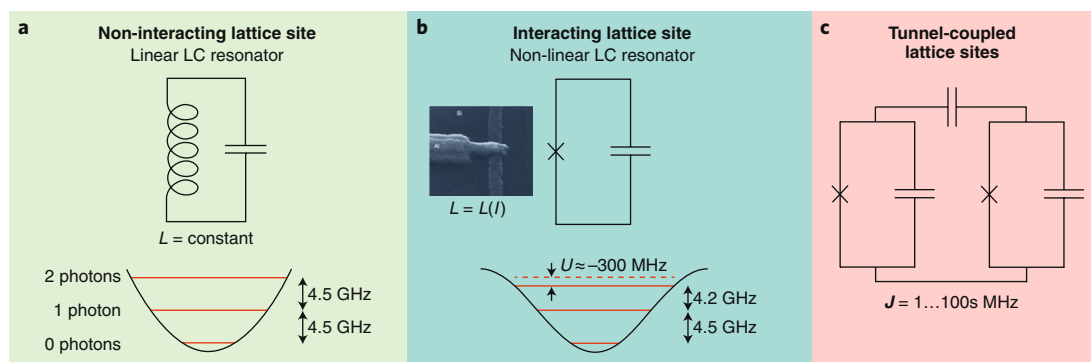 a
Non-interacting lattice site
Linear LC resonator
L = constant
2 photons
4.5 GHz
1 photon
4.5 GHz
0 photons
b
Interacting lattice site
Non-linear LC resonator
Si
Al
L = L(I)
U ≈ –300 MHz
4.2 GHz
4.5 GHz
c
Tunnel-coupled
lattice sites
J = 1...100s MHz